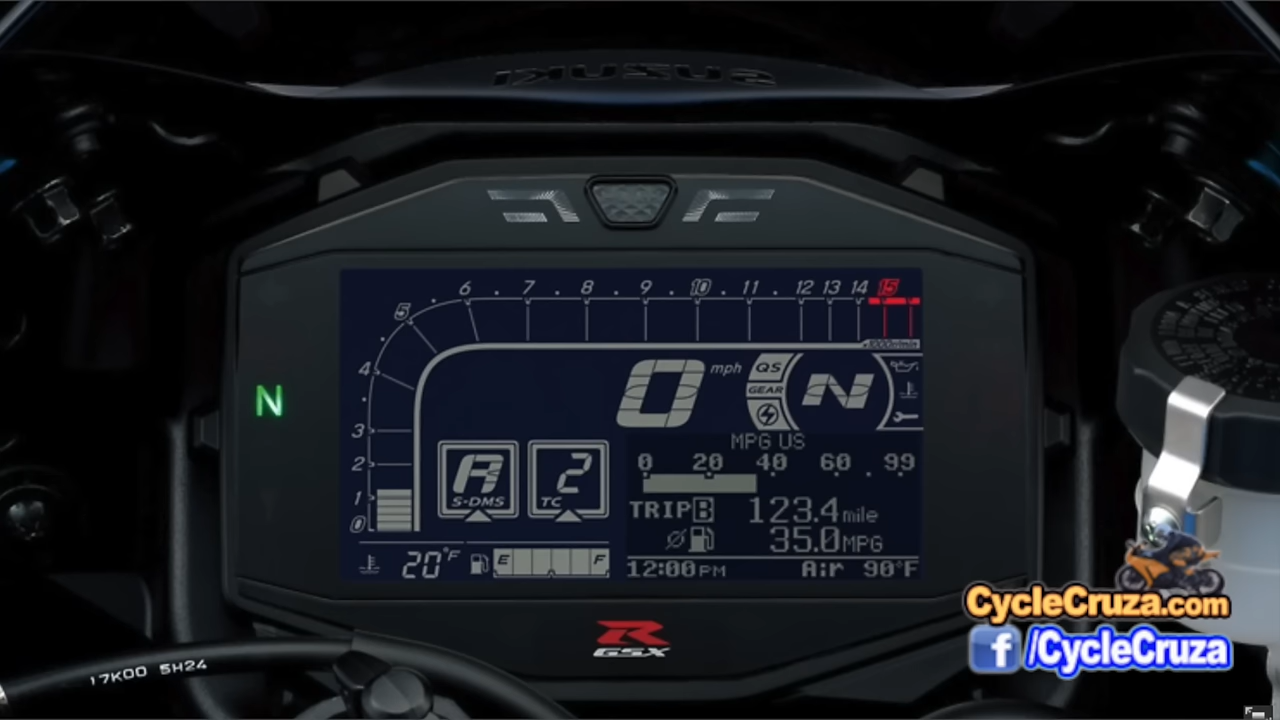 SUZUKI
6 7 8 9 10 11 12 13 14 15
5
x1000r/min
4
0 mph QS N
GEAR
N
3
MPG US
2
0 20 40 60 99
A 2
S-DMS TC
1
TRIP B 123.4 mile
0
35.0 MPG
20°F E F
12:00 PM Air 90°F
CycleCruza.com
R
GSX
f /CycleCruza
17K00 5H24